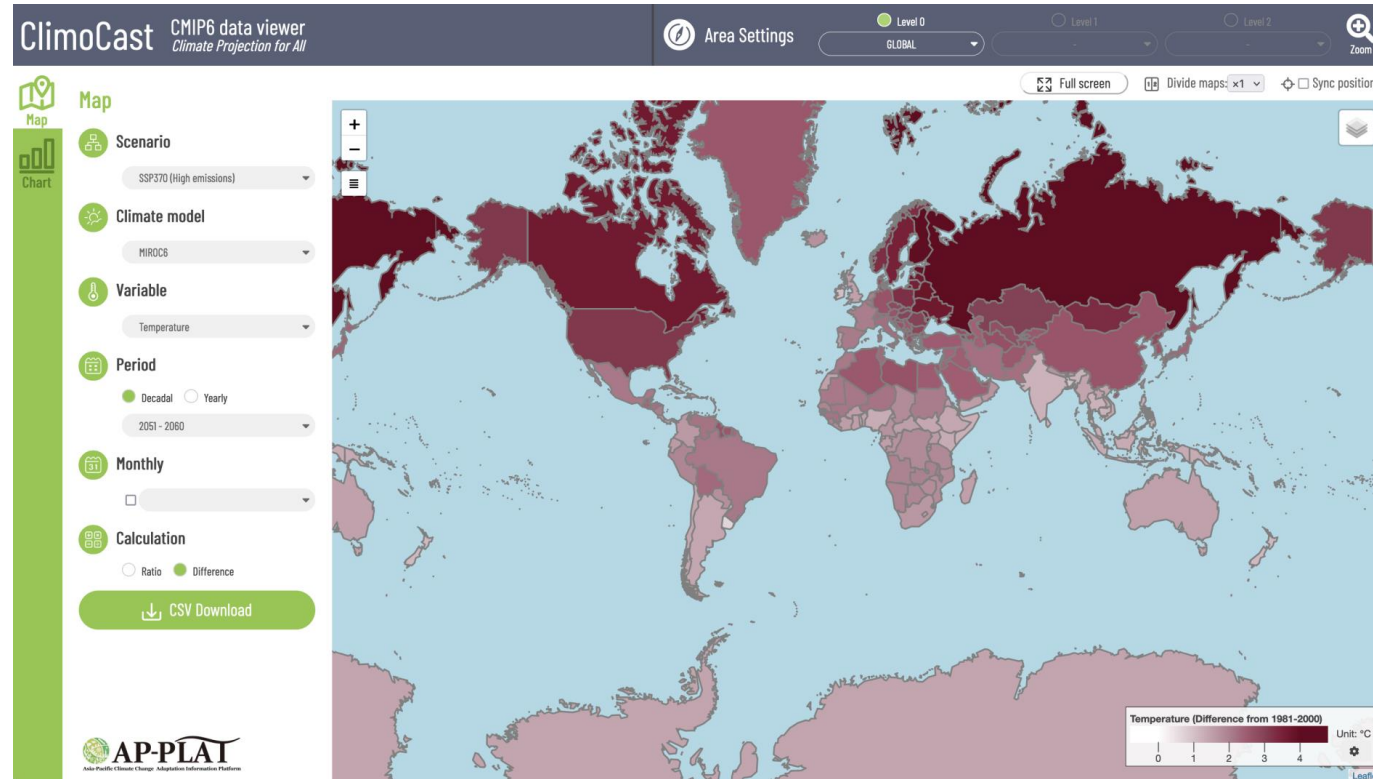 ClimoCast CMIP6 data viewer
Climate Projection for All
Area Settings
Level 0
GLOBAL
Level 1
-
Level 2
-
Zoom
Full screen
Divide maps: ×1
Sync position
Map
Chart
Map
Scenario
SSP370 (High emissions)
Climate model
MIROC6
Variable
Temperature
Period
Decadal Yearly
2051 - 2060
Monthly
31
Calculation
Ratio Difference
CSV Download
AP-PLAT
Asia-Pacific Climate Change Adaptation Information Platform
+
−
Temperature (Difference from 1981-2000)
Unit: °C
0 1 2 3 4
Leafl